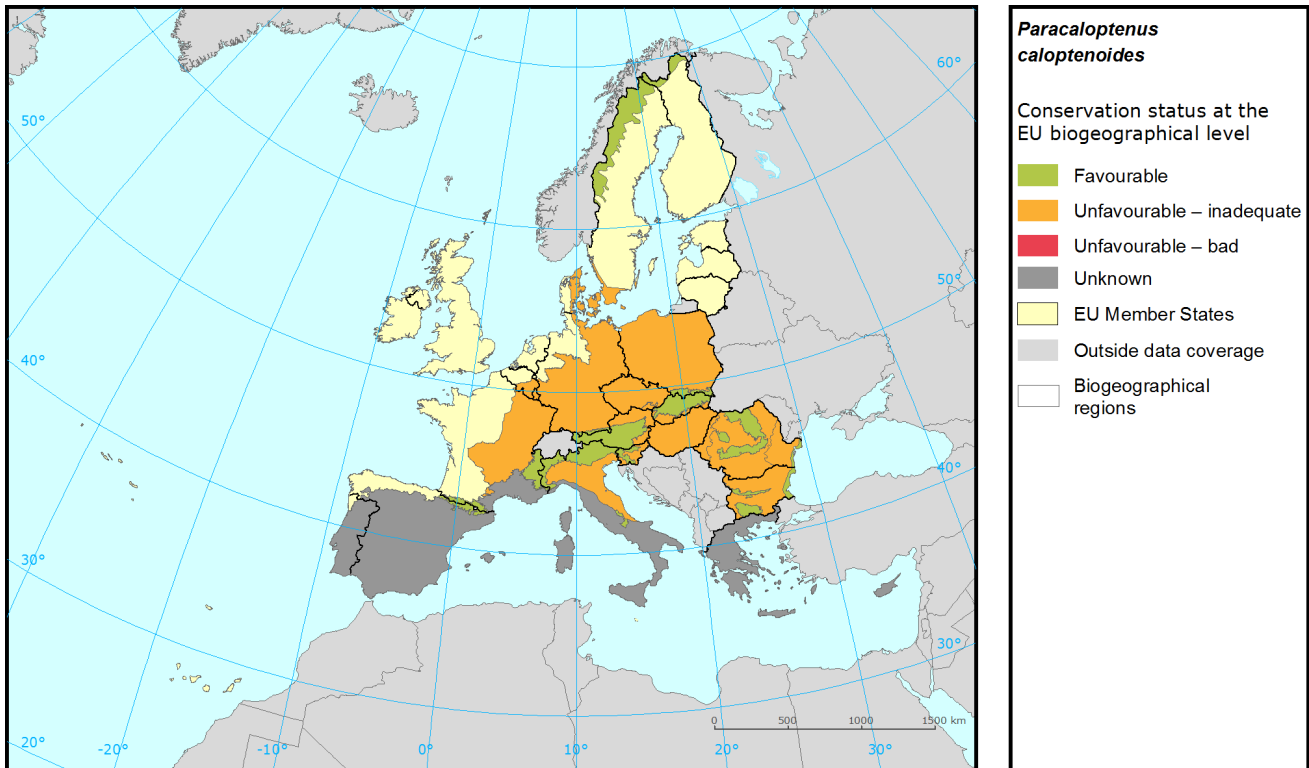 Paracaloptenus
caloptenoides
Conservation status at the
EU biogeographical level
Favourable
Unfavourable – inadequate
Unfavourable – bad
Unknown
EU Member States
Outside data coverage
Biogeographical
regions
60°
50°
50°
40°
40°
30°
30°
20°
-20°
-10°
0°
10°
20°
30°
0 500 1000 1500 km